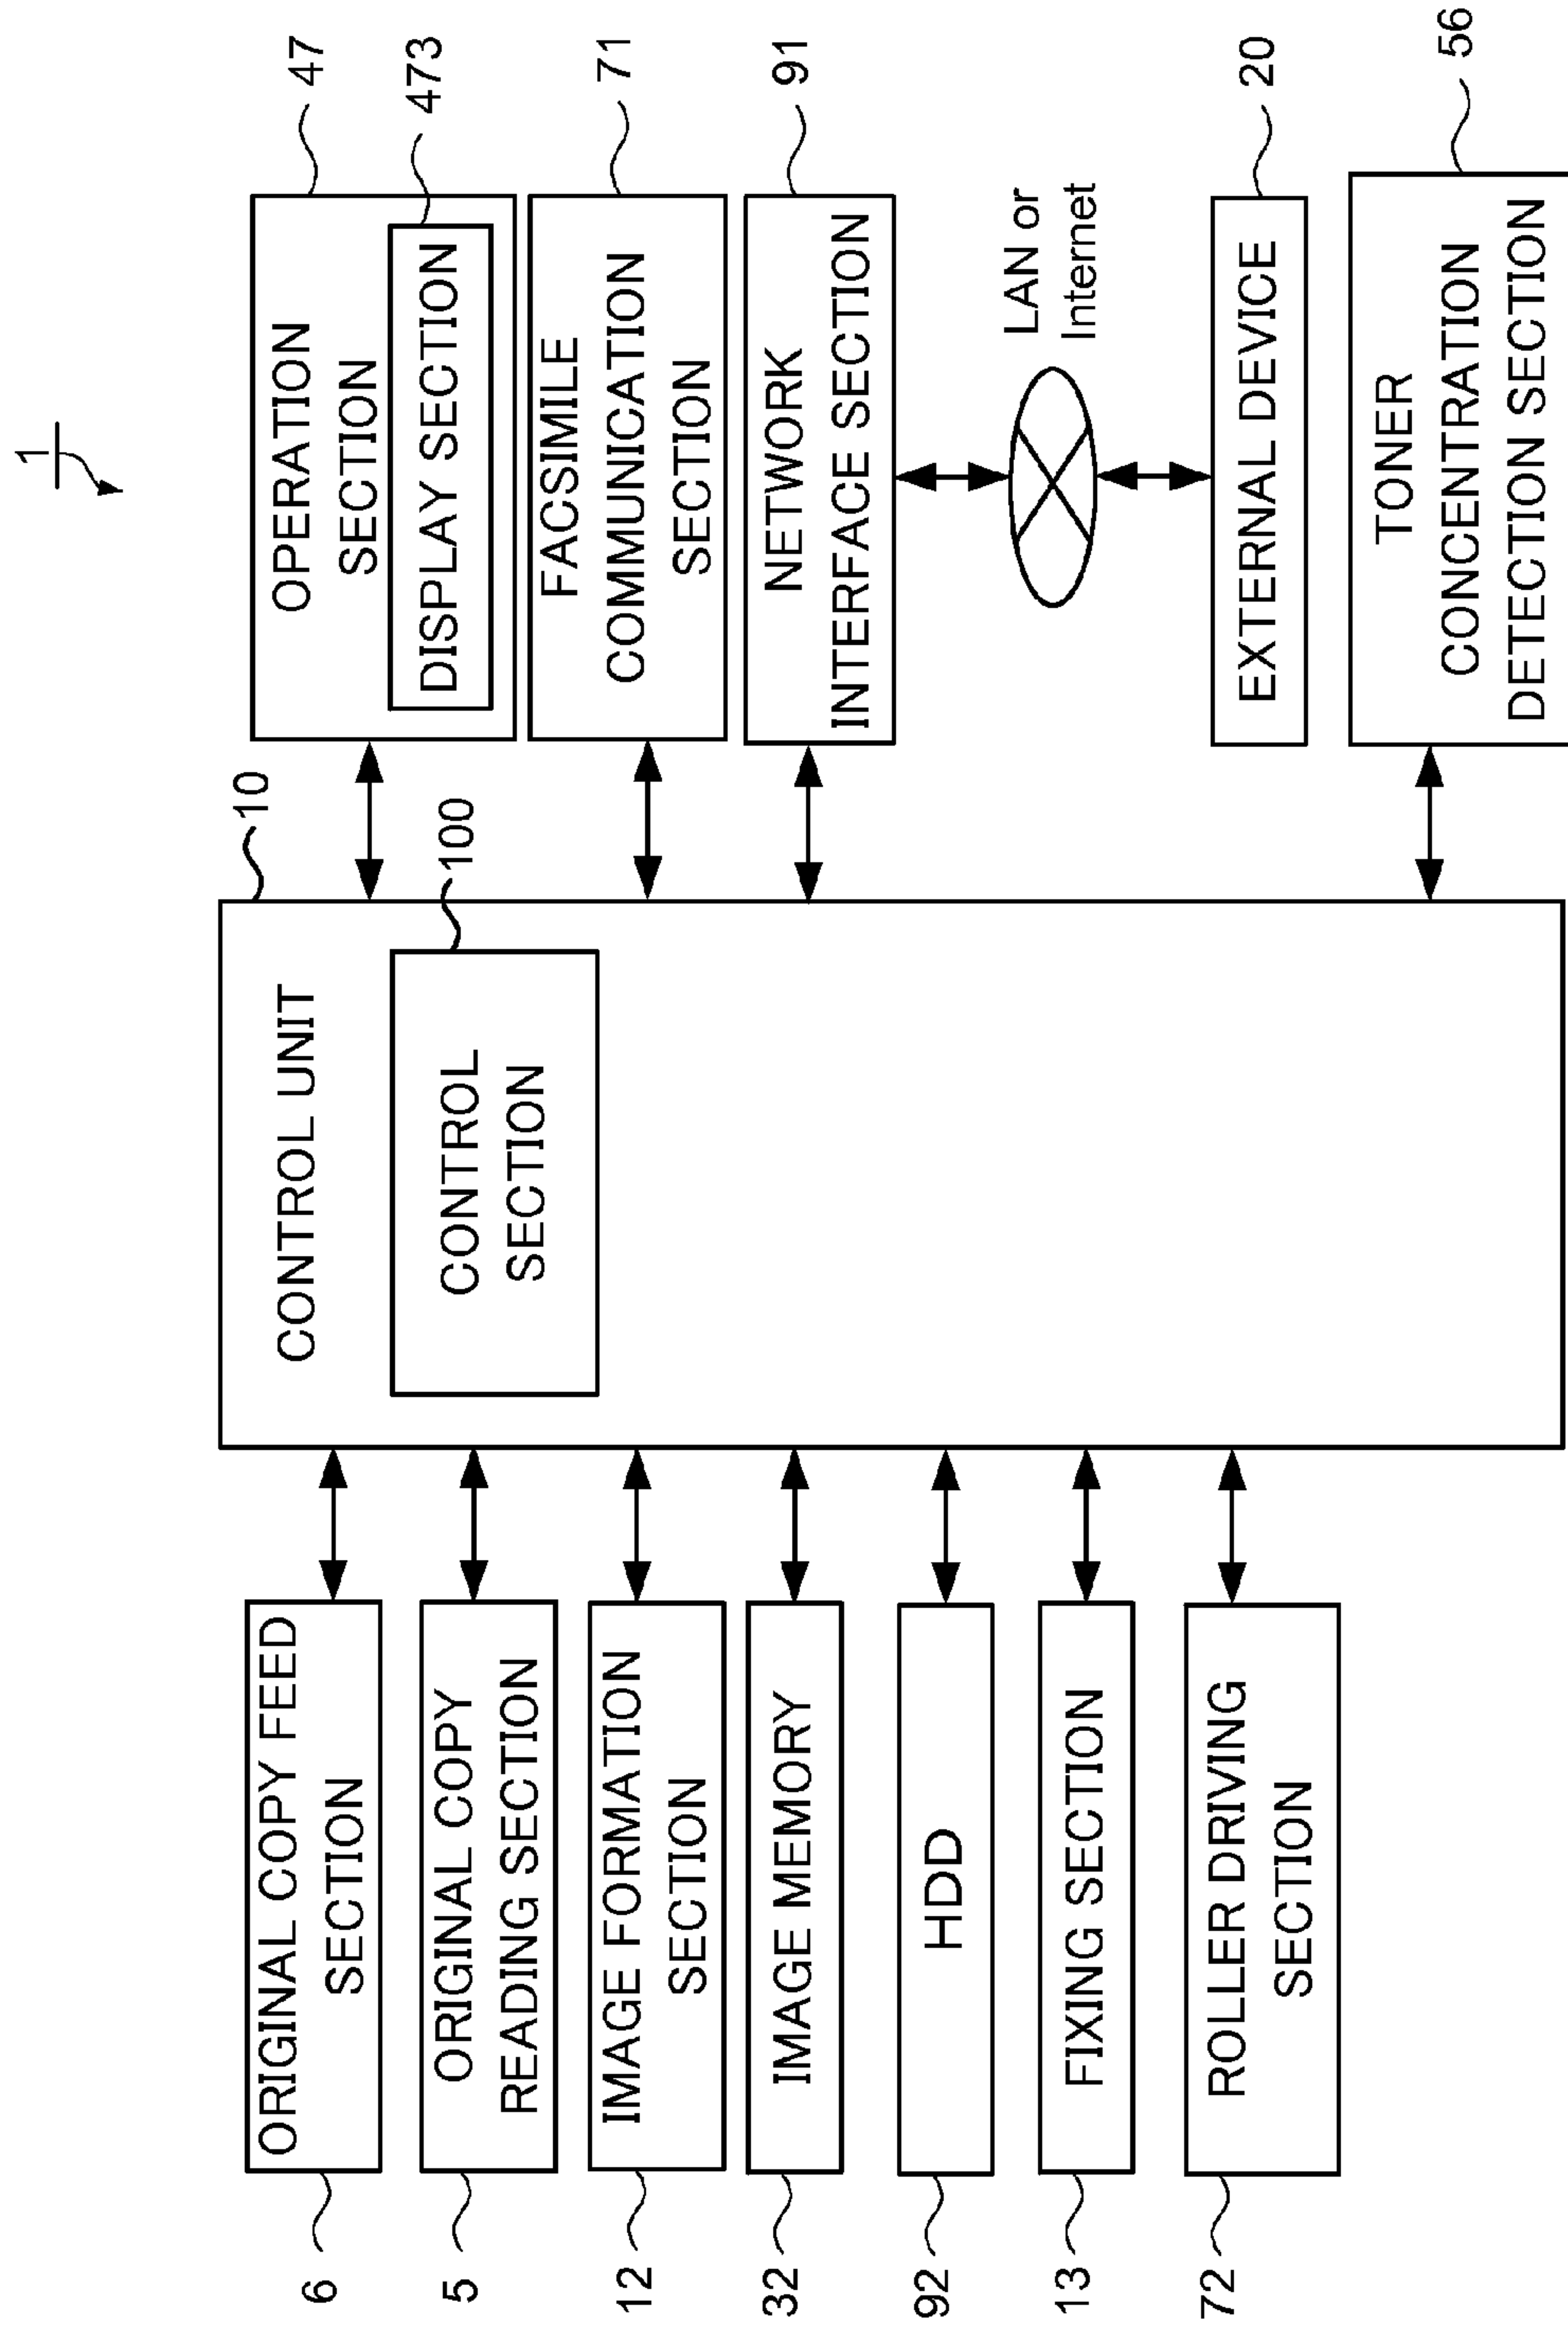 1
6
ORIGINAL COPY FEED
SECTION
5
ORIGINAL COPY
READING SECTION
12
IMAGE FORMATION
SECTION
32
IMAGE MEMORY
92
HDD
13
FIXING SECTION
72
ROLLER DRIVING
SECTION
10
CONTROL UNIT
100
CONTROL
SECTION
47
OPERATION
SECTION
473
DISPLAY SECTION
71
FACSIMILE
COMMUNICATION
SECTION
91
NETWORK
INTERFACE SECTION
LAN or
Internet
20
EXTERNAL DEVICE
56
TONER
CONCENTRATION
DETECTION SECTION